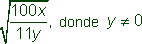 √(100x/11y), donde y ≠ 0